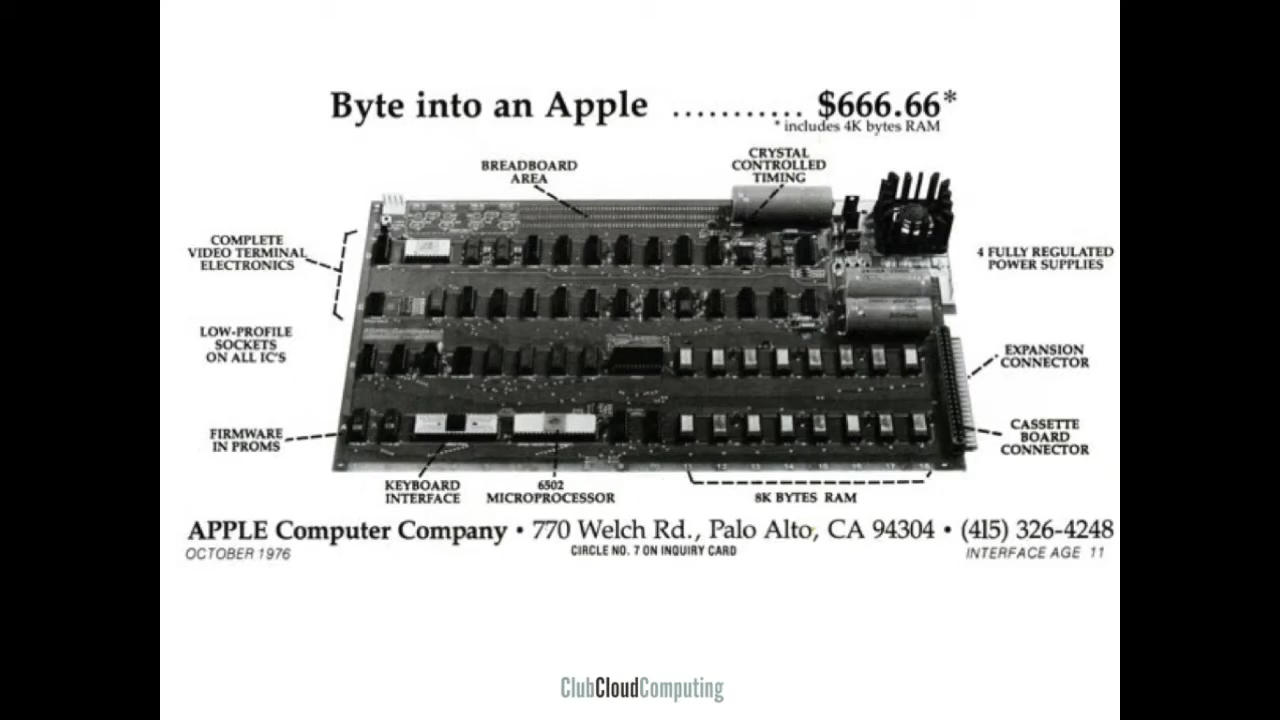 Byte into an Apple ........... $666.66*
* includes 4K bytes RAM
BREADBOARD
AREA
CRYSTAL
CONTROLLED
TIMING
COMPLETE
VIDEO TERMINAL
ELECTRONICS
4 FULLY REGULATED
POWER SUPPLIES
LOW-PROFILE
SOCKETS
ON ALL IC'S
EXPANSION
CONNECTOR
FIRMWARE
IN PROMS
CASSETTE
BOARD
CONNECTOR
KEYBOARD
INTERFACE
6502
MICROPROCESSOR
8K BYTES RAM
APPLE Computer Company • 770 Welch Rd., Palo Alto, CA 94304 • (415) 326-4248
OCTOBER 1976
CIRCLE NO. 7 ON INQUIRY CARD
INTERFACE AGE 11
ClubCloudComputing